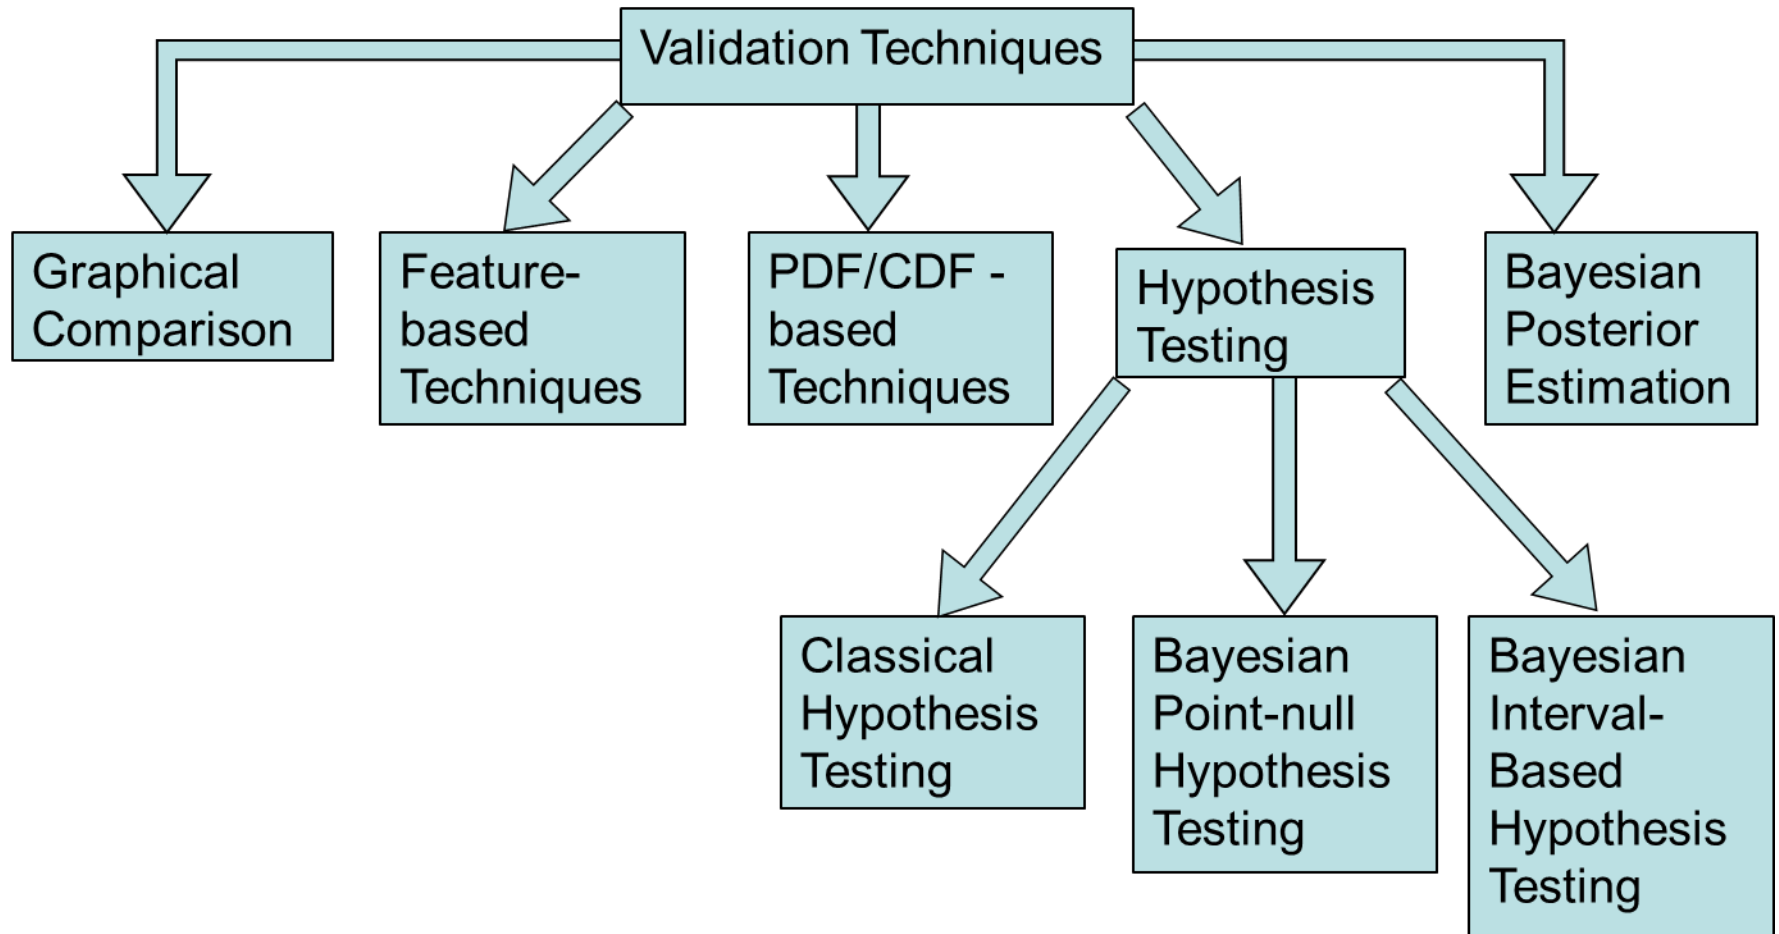 Validation Techniques
Graphical
Comparison
Feature-
based
Techniques
PDF/CDF -
based
Techniques
Hypothesis
Testing
Bayesian
Posterior
Estimation
Classical
Hypothesis
Testing
Bayesian
Point-null
Hypothesis
Testing
Bayesian
Interval-
Based
Hypothesis
Testing